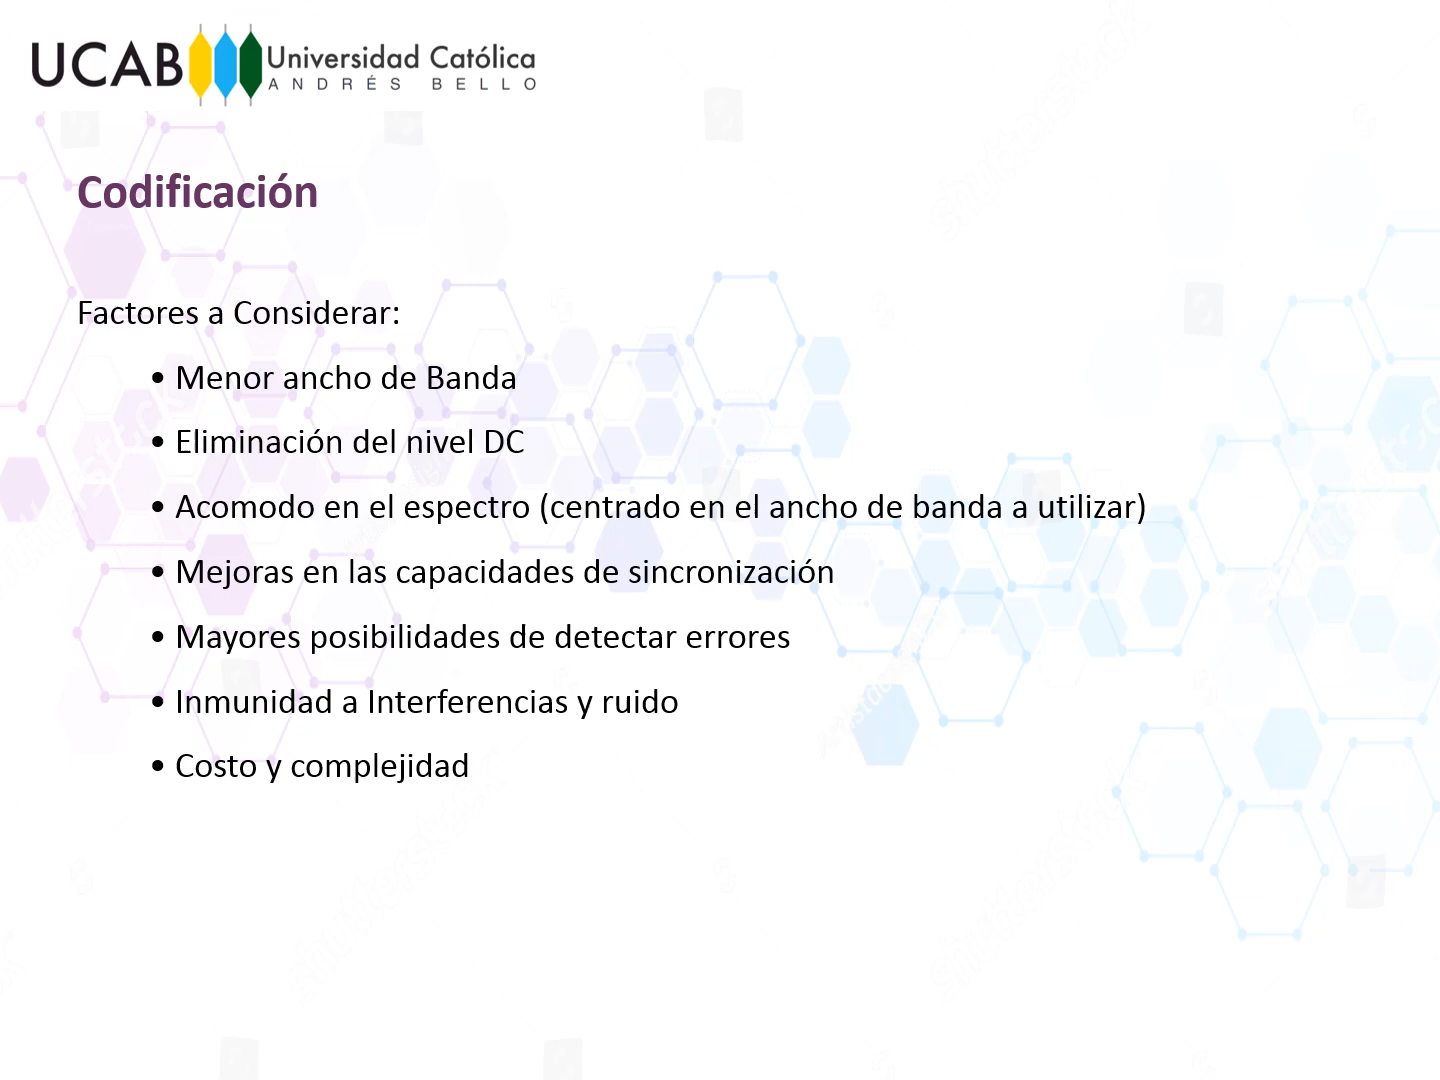 UCAB Universidad Católica
ANDRÉS BELLO
Codificación
Factores a Considerar:
• Menor ancho de Banda
• Eliminación del nivel DC
• Acomodo en el espectro (centrado en el ancho de banda a utilizar)
• Mejoras en las capacidades de sincronización
• Mayores posibilidades de detectar errores
• Inmunidad a Interferencias y ruido
• Costo y complejidad